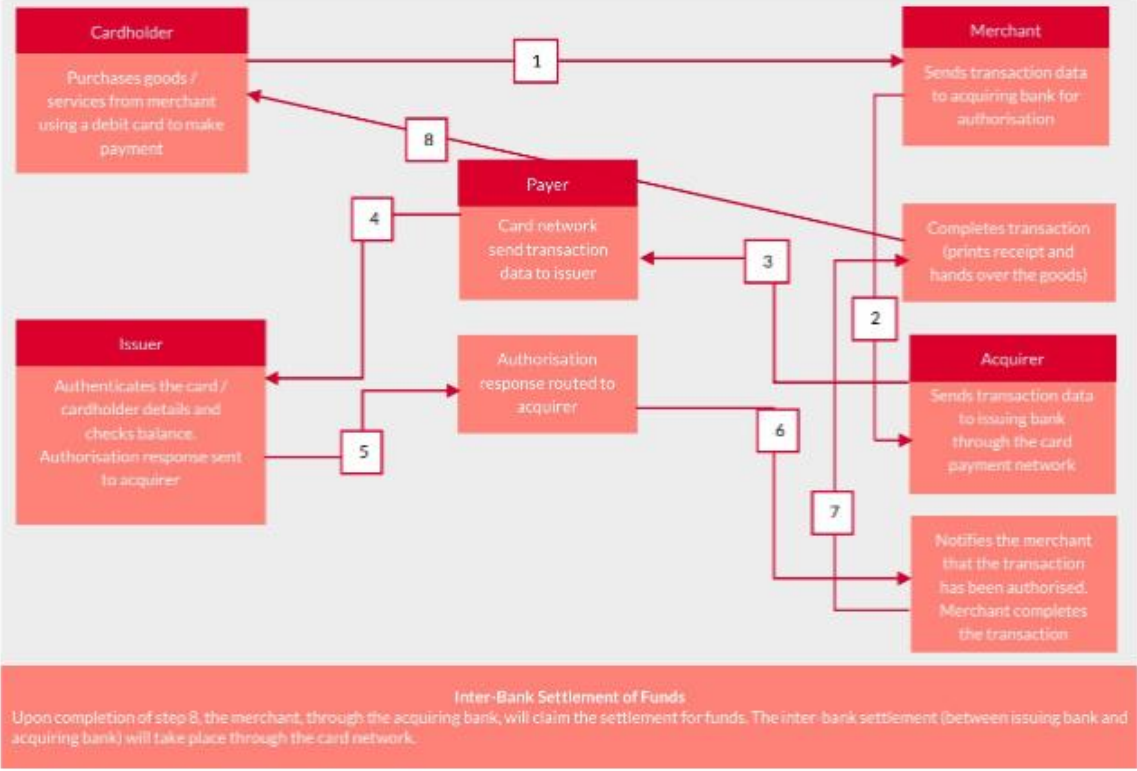 Cardholder
Purchases goods /
services from merchant
using a debit card to make
payment
1
Merchant
Sends transaction data
to acquiring bank for
authorisation
8
Payer
Card network
send transaction
data to issuer
4
3
Completes transaction
(prints receipt and
hands over the goods)
2
Issuer
Authenticates the card /
cardholder details and
checks balance.
Authorisation response sent
to acquirer
5
Authorisation
response routed to
acquirer
6
Acquirer
Sends transaction data
to issuing bank
through the card
payment network
7
Notifies the merchant
that the transaction
has been authorised.
Merchant completes
the transaction
Inter-Bank Settlement of Funds
Upon completion of step 8, the merchant, through the acquiring bank, will claim the settlement for funds. The inter-bank settlement (between issuing bank and
acquiring bank) will take place through the card network.